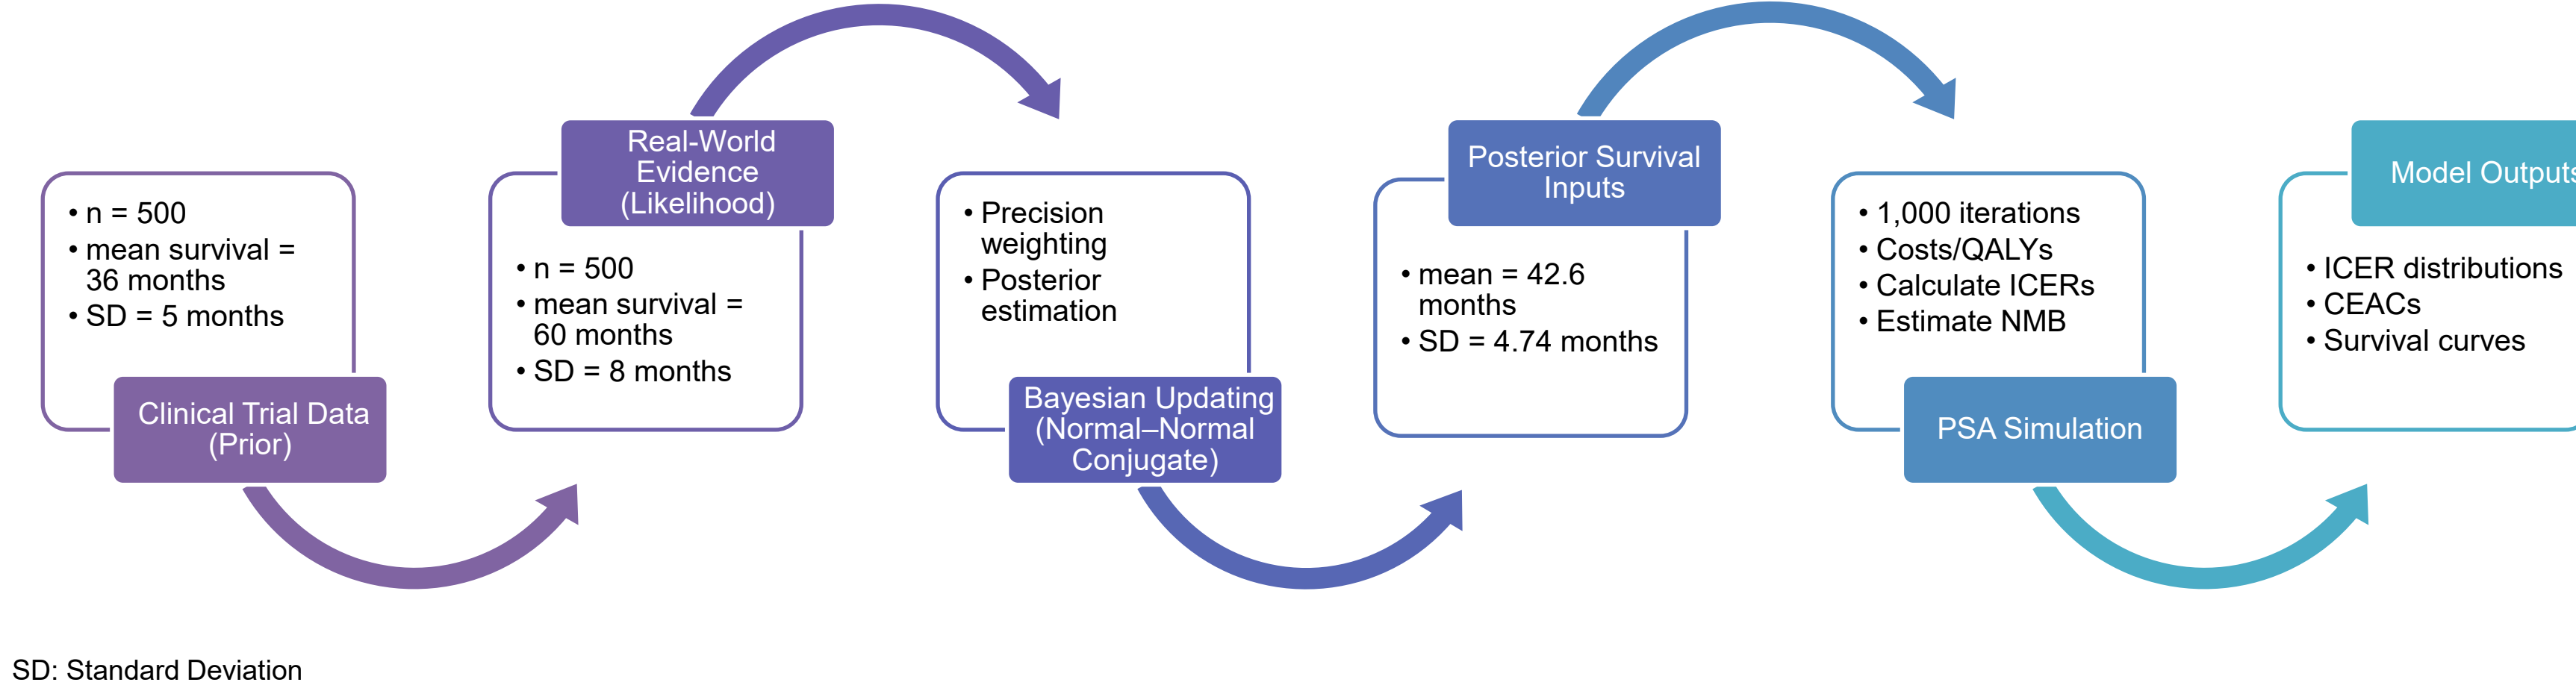 • n = 500
• mean survival =
36 months
• SD = 5 months
Clinical Trial Data
(Prior)
Real-World
Evidence
(Likelihood)
• n = 500
• mean survival =
60 months
• SD = 8 months
• Precision
weighting
• Posterior
estimation
Bayesian Updating
(Normal–Normal
Conjugate)
Posterior Survival
Inputs
• mean = 42.6
months
• SD = 4.74 months
• 1,000 iterations
• Costs/QALYs
• Calculate ICERs
• Estimate NMB
PSA Simulation
Model Outputs
• ICER distributions
• CEACs
• Survival curves
SD: Standard Deviation